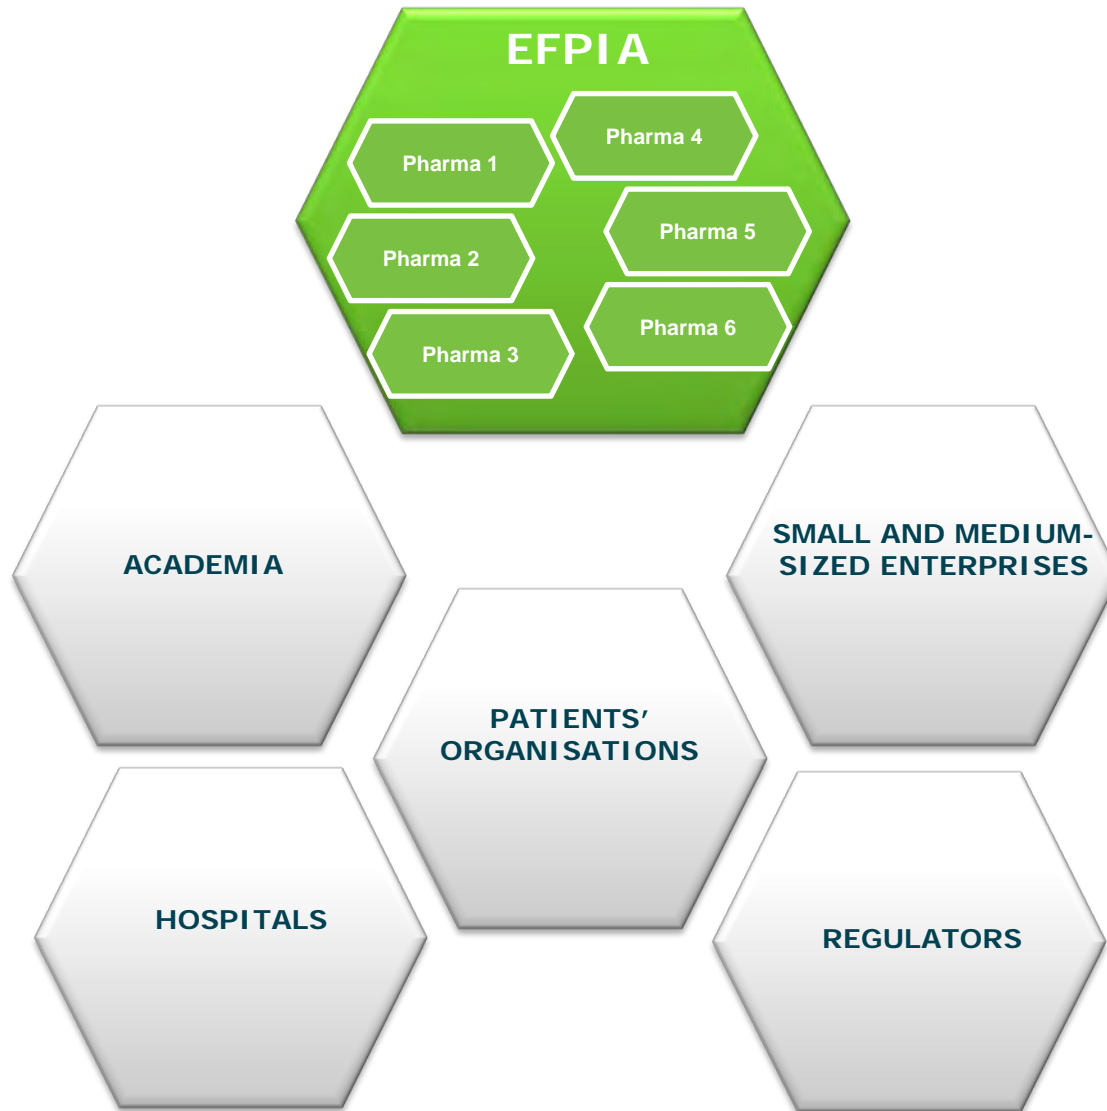 EFPIA
Pharma 1
Pharma 4
Pharma 2
Pharma 5
Pharma 3
Pharma 6
ACADEMIA
SMALL AND MEDIUM-
SIZED ENTERPRISES
PATIENTS’
ORGANISATIONS
HOSPITALS
REGULATORS